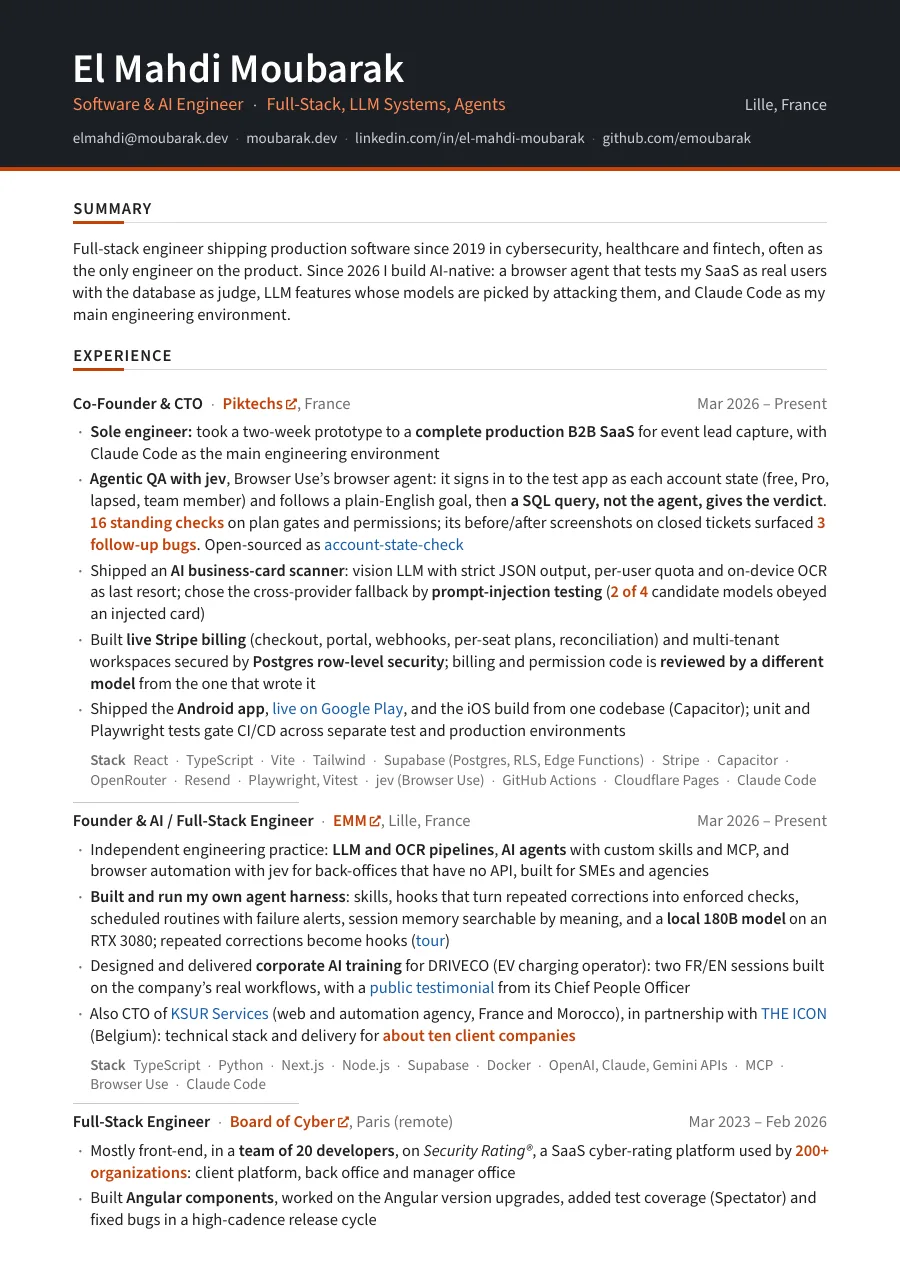 El Mahdi Moubarak
Software & AI Engineer · Full-Stack, LLM Systems, Agents
Lille, France
elmahdi@moubarak.dev · moubarak.dev · linkedin.com/in/el-mahdi-moubarak · github.com/emoubarak
SUMMARY
Full-stack engineer shipping production software since 2019 in cybersecurity, healthcare and fintech, often as
the only engineer on the product. Since 2026 I build AI-native: a browser agent that tests my SaaS as real users
with the database as judge, LLM features whose models are picked by attacking them, and Claude Code as my
main engineering environment.
EXPERIENCE
Co-Founder & CTO · Piktechs, France Mar 2026 – Present
· Sole engineer: took a two-week prototype to a complete production B2B SaaS for event lead capture, with
Claude Code as the main engineering environment
· Agentic QA with jev, Browser Use’s browser agent: it signs in to the test app as each account state (free, Pro,
lapsed, team member) and follows a plain-English goal, then a SQL query, not the agent, gives the verdict.
16 standing checks on plan gates and permissions; its before/after screenshots on closed tickets surfaced 3
follow-up bugs. Open-sourced as account-state-check
· Shipped an AI business-card scanner: vision LLM with strict JSON output, per-user quota and on-device OCR
as last resort; chose the cross-provider fallback by prompt-injection testing (2 of 4 candidate models obeyed
an injected card)
· Built live Stripe billing (checkout, portal, webhooks, per-seat plans, reconciliation) and multi-tenant
workspaces secured by Postgres row-level security; billing and permission code is reviewed by a different
model from the one that wrote it
· Shipped the Android app, live on Google Play, and the iOS build from one codebase (Capacitor); unit and
Playwright tests gate CI/CD across separate test and production environments
Stack React · TypeScript · Vite · Tailwind · Supabase (Postgres, RLS, Edge Functions) · Stripe · Capacitor ·
OpenRouter · Resend · Playwright, Vitest · jev (Browser Use) · GitHub Actions · Cloudflare Pages · Claude Code
Founder & AI / Full-Stack Engineer · EMM, Lille, France Mar 2026 – Present
· Independent engineering practice: LLM and OCR pipelines, AI agents with custom skills and MCP, and
browser automation with jev for back-offices that have no API, built for SMEs and agencies
· Built and run my own agent harness: skills, hooks that turn repeated corrections into enforced checks,
scheduled routines with failure alerts, session memory searchable by meaning, and a local 180B model on an
RTX 3080; repeated corrections become hooks (tour)
· Designed and delivered corporate AI training for DRIVECO (EV charging operator): two FR/EN sessions built
on the company’s real workflows, with a public testimonial from its Chief People Officer
· Also CTO of KSUR Services (web and automation agency, France and Morocco), in partnership with THE ICON
(Belgium): technical stack and delivery for about ten client companies
Stack TypeScript · Python · Next.js · Node.js · Supabase · Docker · OpenAI, Claude, Gemini APIs · MCP ·
Browser Use · Claude Code
Full-Stack Engineer · Board of Cyber, Paris (remote) Mar 2023 – Feb 2026
· Mostly front-end, in a team of 20 developers, on Security Rating®, a SaaS cyber-rating platform used by 200+
organizations: client platform, back office and manager office
· Built Angular components, worked on the Angular version upgrades, added test coverage (Spectator) and
fixed bugs in a high-cadence release cycle